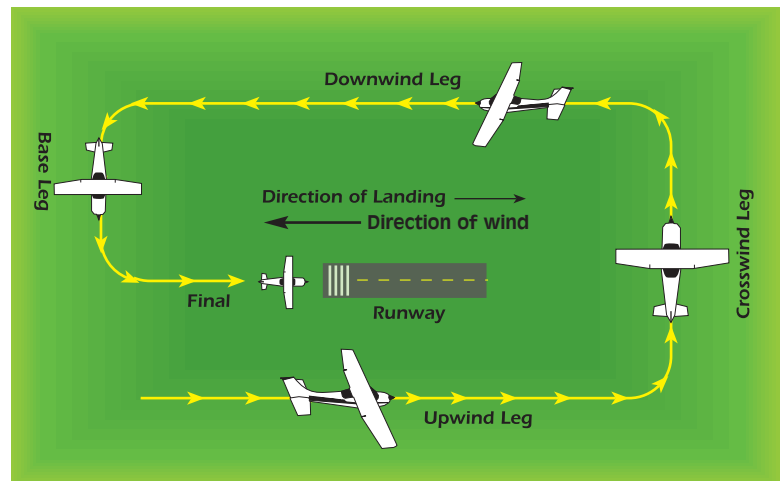 Downwind Leg
Base Leg
Direction of Landing
Direction of wind
Crosswind Leg
Final
Runway
Upwind Leg